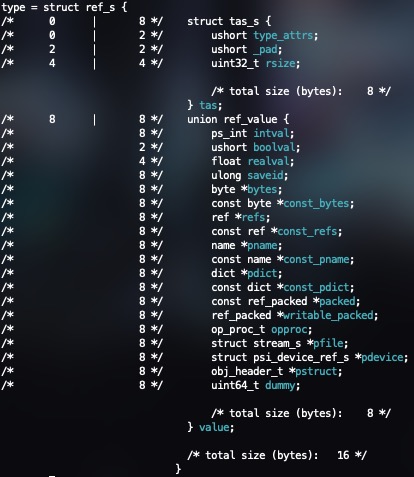 type = struct ref_s {
/*      0      |       8 */    struct tas_s {
/*      0      |       2 */        ushort type_attrs;
/*      2      |       2 */        ushort _pad;
/*      4      |       4 */        uint32_t rsize;
/* total size (bytes):    8 */
} tas;
/*      8      |       8 */    union ref_value {
/*                     8 */        ps_int intval;
/*                     2 */        ushort boolval;
/*                     4 */        float realval;
/*                     8 */        ulong saveid;
/*                     8 */        byte *bytes;
/*                     8 */        const byte *const_bytes;
/*                     8 */        ref *refs;
/*                     8 */        const ref *const_refs;
/*                     8 */        name *pname;
/*                     8 */        const name *const_pname;
/*                     8 */        dict *pdict;
/*                     8 */        const dict *const_pdict;
/*                     8 */        const ref_packed *packed;
/*                     8 */        ref_packed *writable_packed;
/*                     8 */        op_proc_t opproc;
/*                     8 */        struct stream_s *pfile;
/*                     8 */        struct psi_device_ref_s *pdevice;
/*                     8 */        obj_header_t *pstruct;
/*                     8 */        uint64_t dummy;
/* total size (bytes):    8 */
} value;
/* total size (bytes):   16 */
}